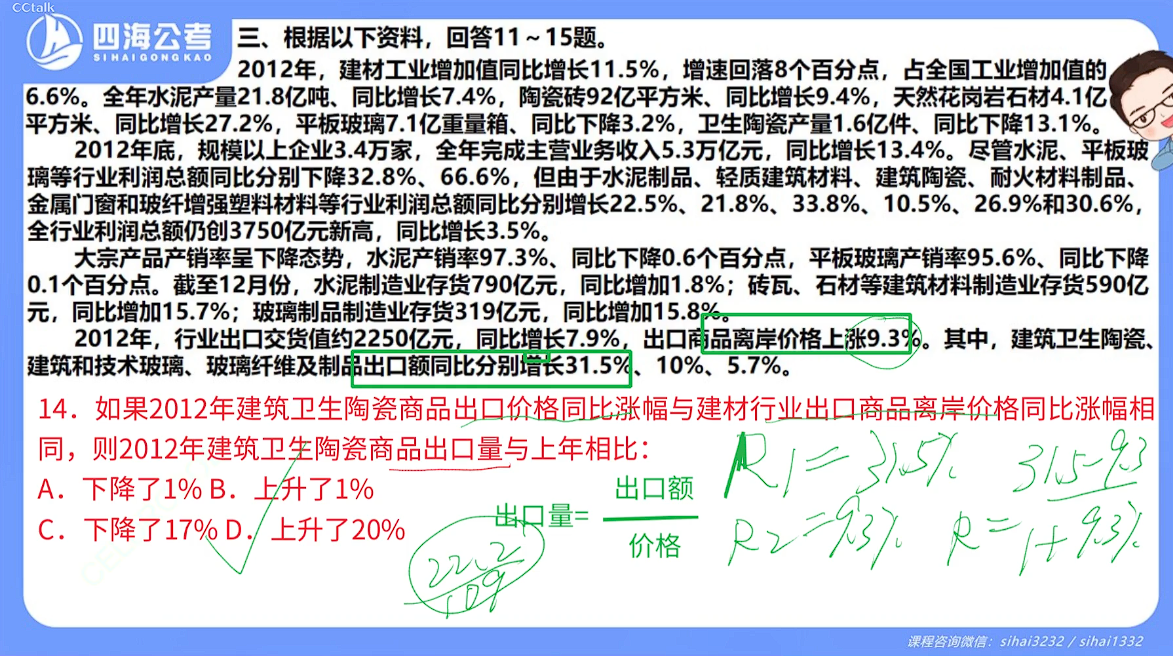 CCtalk
四海公考
SIHAIGONGKAO
三、根据以下资料，回答11～15题。
2012年，建材工业增加值同比增长11.5%，增速回落8个百分点，占全国工业增加值的
6.6%。全年水泥产量21.8亿吨、同比增长7.4%，陶瓷砖92亿平方米、同比增长9.4%，天然花岗岩石材4.1亿
平方米、同比增长27.2%，平板玻璃7.1亿重量箱、同比下降3.2%，卫生陶瓷产量1.6亿件、同比下降13.1%。
2012年底，规模以上企业3.4万家，全年完成主营业务收入5.3万亿元，同比增长13.4%。尽管水泥、平板玻
璃等行业利润总额同比分别下降32.8%、66.6%，但由于水泥制品、轻质建筑材料、建筑陶瓷、耐火材料制品、
金属门窗和玻纤增强塑料材料等行业利润总额同比分别增长22.5%、21.8%、33.8%、10.5%、26.9%和30.6%，
全行业利润总额仍创3750亿元新高，同比增长3.5%。
大宗产品产销率呈下降态势，水泥产销率97.3%、同比下降0.6个百分点，平板玻璃产销率95.6%、同比下降
0.1个百分点。截至12月份，水泥制造业存货790亿元，同比增加1.8%；砖瓦、石材等建筑材料制造业存货590亿
元，同比增加15.7%；玻璃制品制造业存货319亿元，同比增加15.8%。
2012年，行业出口交货值约2250亿元，同比增长7.9%，出口商品离岸价格上涨9.3%。其中，建筑卫生陶瓷、
建筑和技术玻璃、玻璃纤维及制品出口额同比分别增长31.5%、10%、5.7%。
14．如果2012年建筑卫生陶瓷商品出口价格同比涨幅与建材行业出口商品离岸价格同比涨幅相
同，则2012年建筑卫生陶瓷商品出口量与上年相比：
A．下降了1% B．上升了1%
C．下降了17% D．上升了20%
出口量=
出口额
价格
R1=31.5%
R2=9.3%
31.5-9.3
R=
1+9.3%
22.2
109
课程咨询微信：sihai3232 / sihai1332